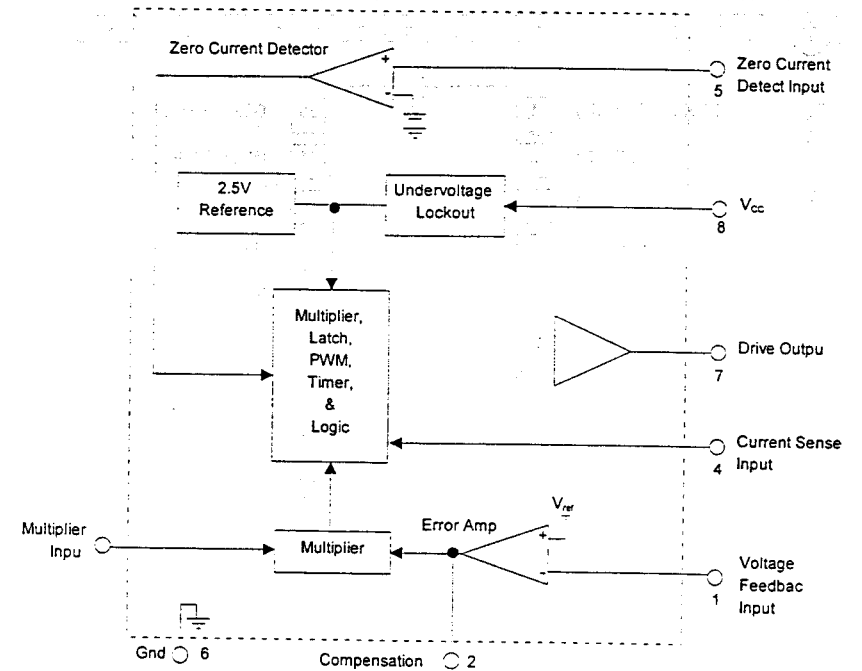 Zero Current Detector
+
-
Zero Current
Detect Input
5
2.5V
Reference
Undervoltage
Lockout
Vcc
8
Multiplier,
Latch,
PWM,
Timer,
&
Logic
Drive Outpu
7
Current Sense
Input
4
Multiplier
Inpu
Multiplier
Error Amp
Vref
+
-
Voltage
Feedbac
Input
1
Gnd 6
Compensation 2